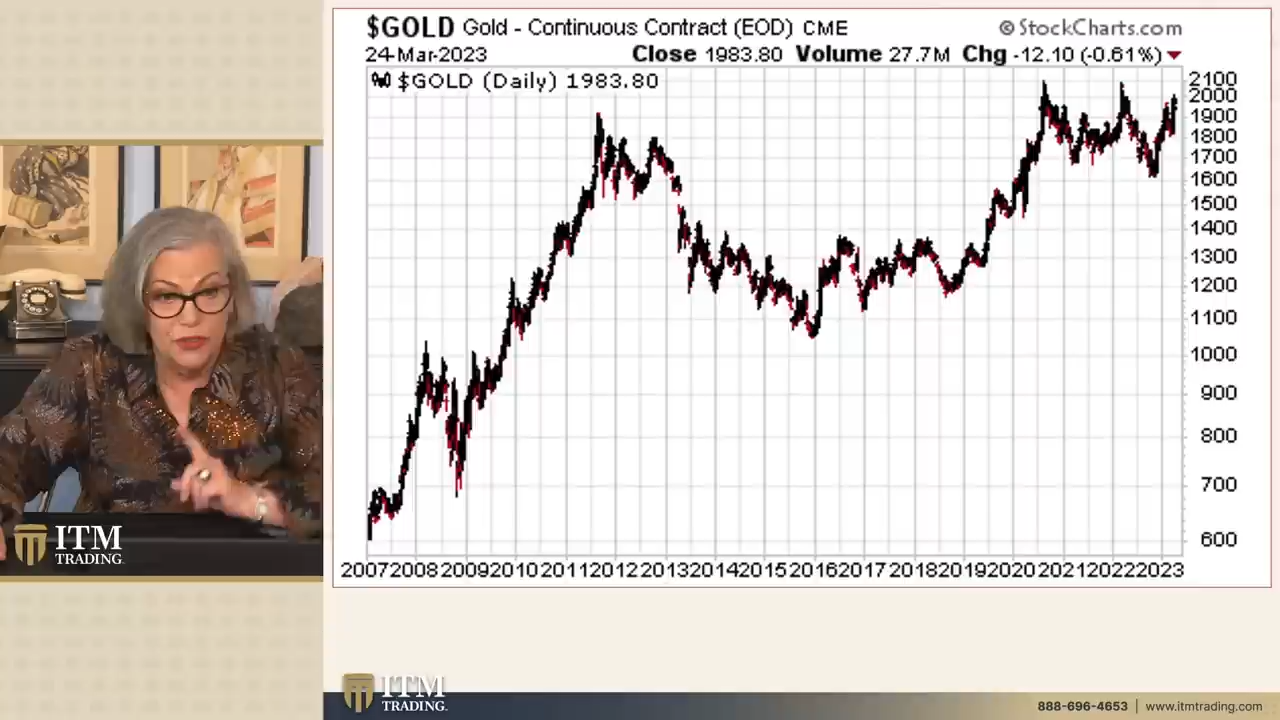 $GOLD Gold - Continuous Contract (EOD) CME © StockCharts.com
24-Mar-2023 Close 1983.80 Volume 27.7M Chg -12.10 (-0.61%)
$GOLD (Daily) 1983.80
2100
2000
1900
1800
1700
1600
1500
1400
1300
1200
1100
1000
900
800
700
600
2007 2008 2009 2010 2011 2012 2013 2014 2015 2016 2017 2018 2019 2020 2021 2022 2023
ITM
TRADING.
ITM
TRADING.
888-696-4653 | www.itmtrading.com